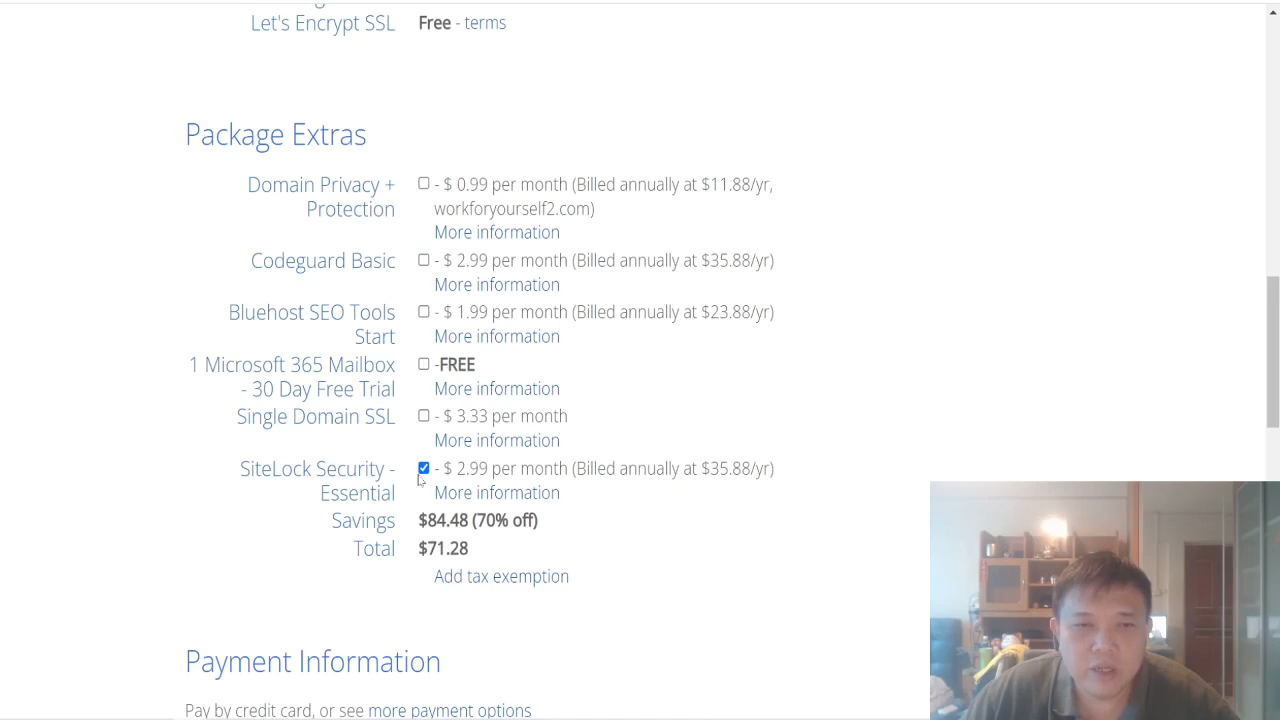 Let's Encrypt SSL Free - terms
Package Extras
Domain Privacy + - $ 0.99 per month (Billed annually at $11.88/yr,
Protection workforyourself2.com)
More information
Codeguard Basic - $ 2.99 per month (Billed annually at $35.88/yr)
More information
Bluehost SEO Tools - $ 1.99 per month (Billed annually at $23.88/yr)
Start More information
1 Microsoft 365 Mailbox -FREE
- 30 Day Free Trial More information
Single Domain SSL - $ 3.33 per month
More information
SiteLock Security - - $ 2.99 per month (Billed annually at $35.88/yr)
Essential More information
Savings $84.48 (70% off)
Total $71.28
Add tax exemption
Payment Information
Pay by credit card, or see more payment options